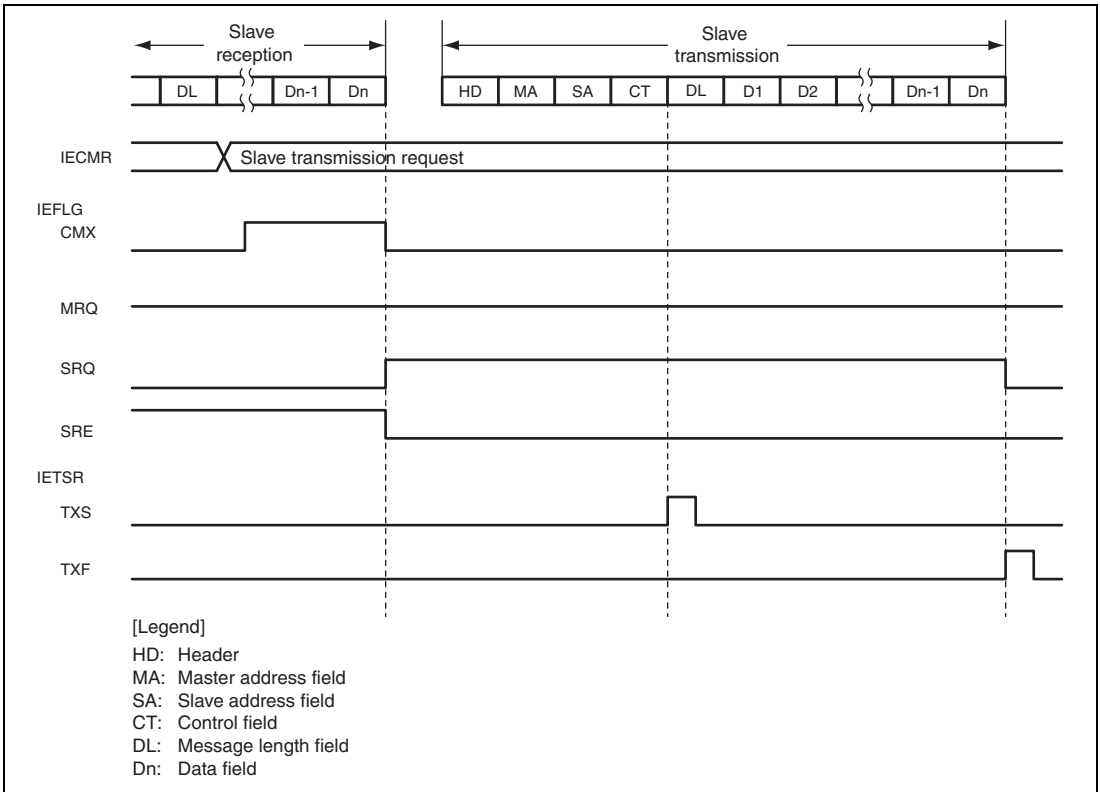 Slave
reception
Slave
transmission
DL Dn-1 Dn HD MA SA CT DL D1 D2 Dn-1 Dn
IECMR Slave transmission request
IEFLG
CMX
MRQ
SRQ
SRE
IETSR
TXS
TXF
[Legend]
HD: Header
MA: Master address field
SA: Slave address field
CT: Control field
DL: Message length field
Dn: Data field